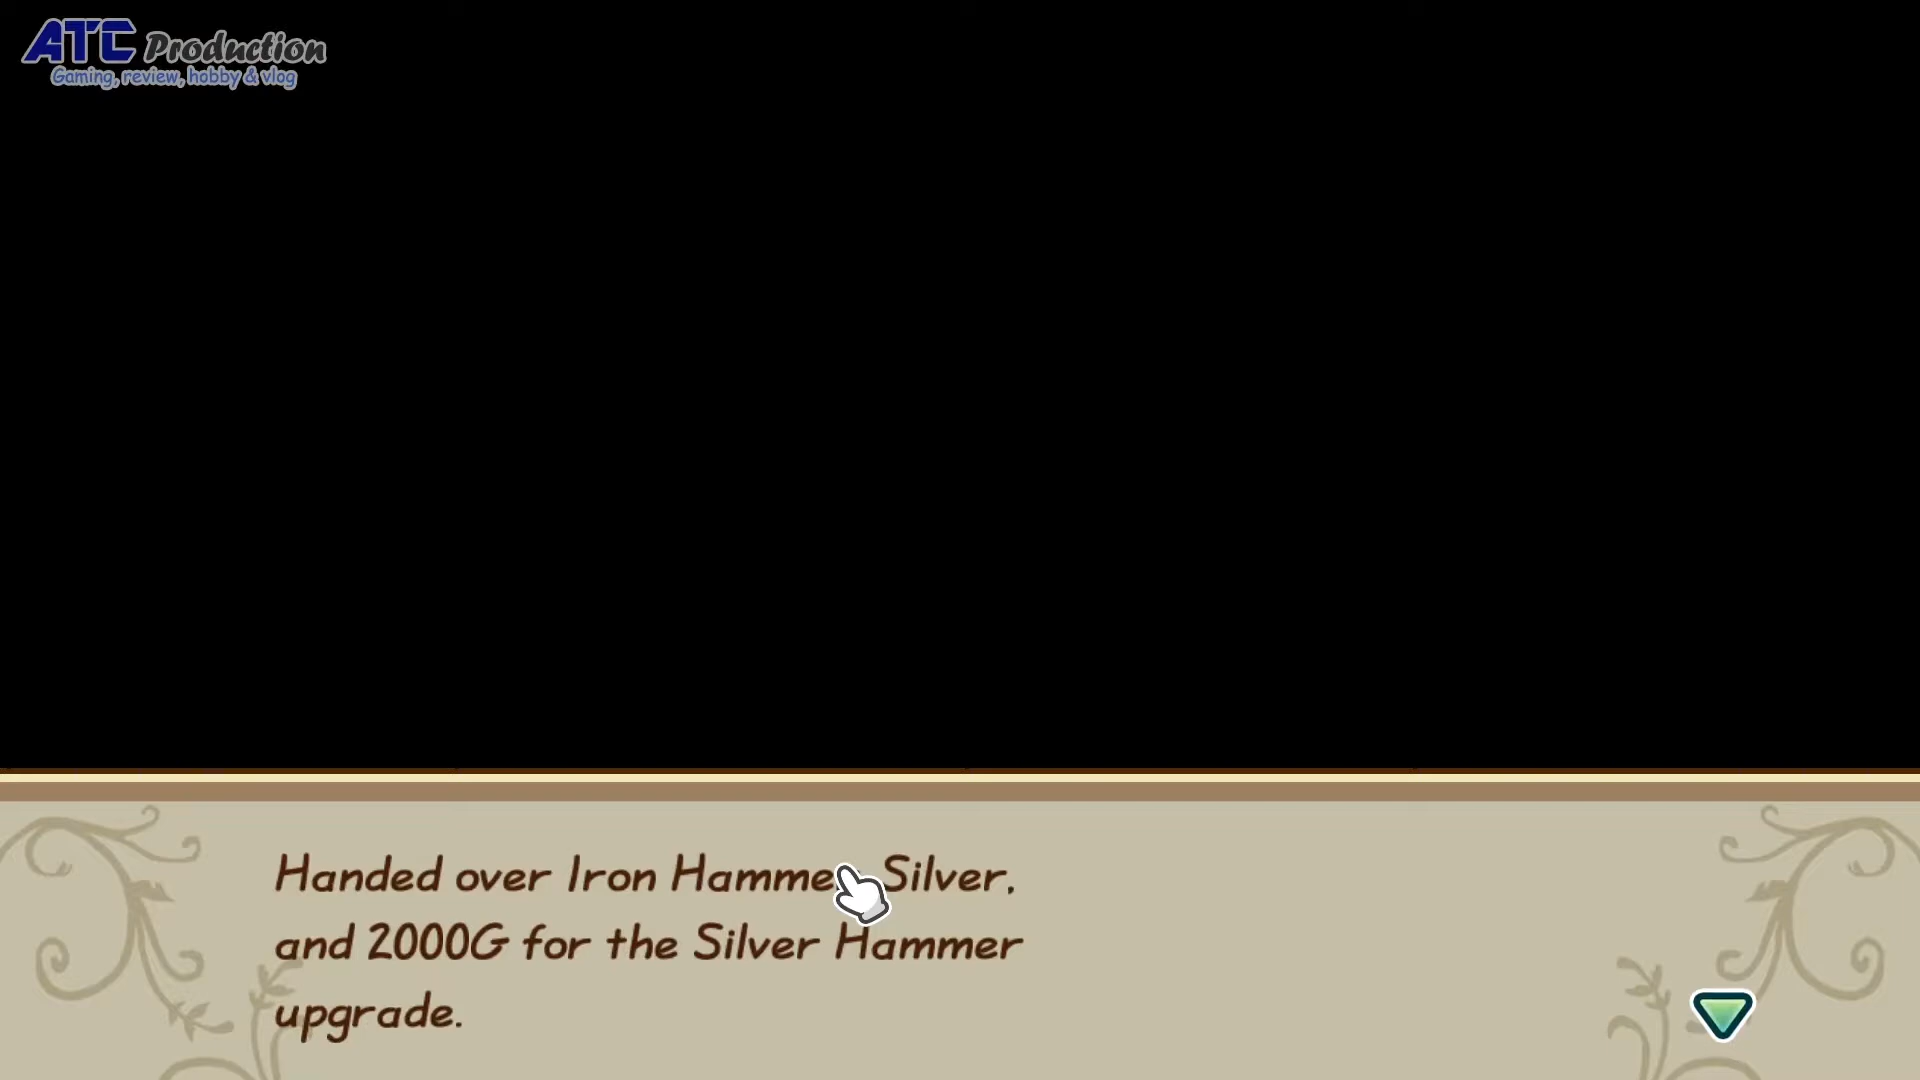 ATC Production
Gaming, review, hobby & vlog
Handed over Iron Hammer, Silver,
and 2000G for the Silver Hammer
upgrade.